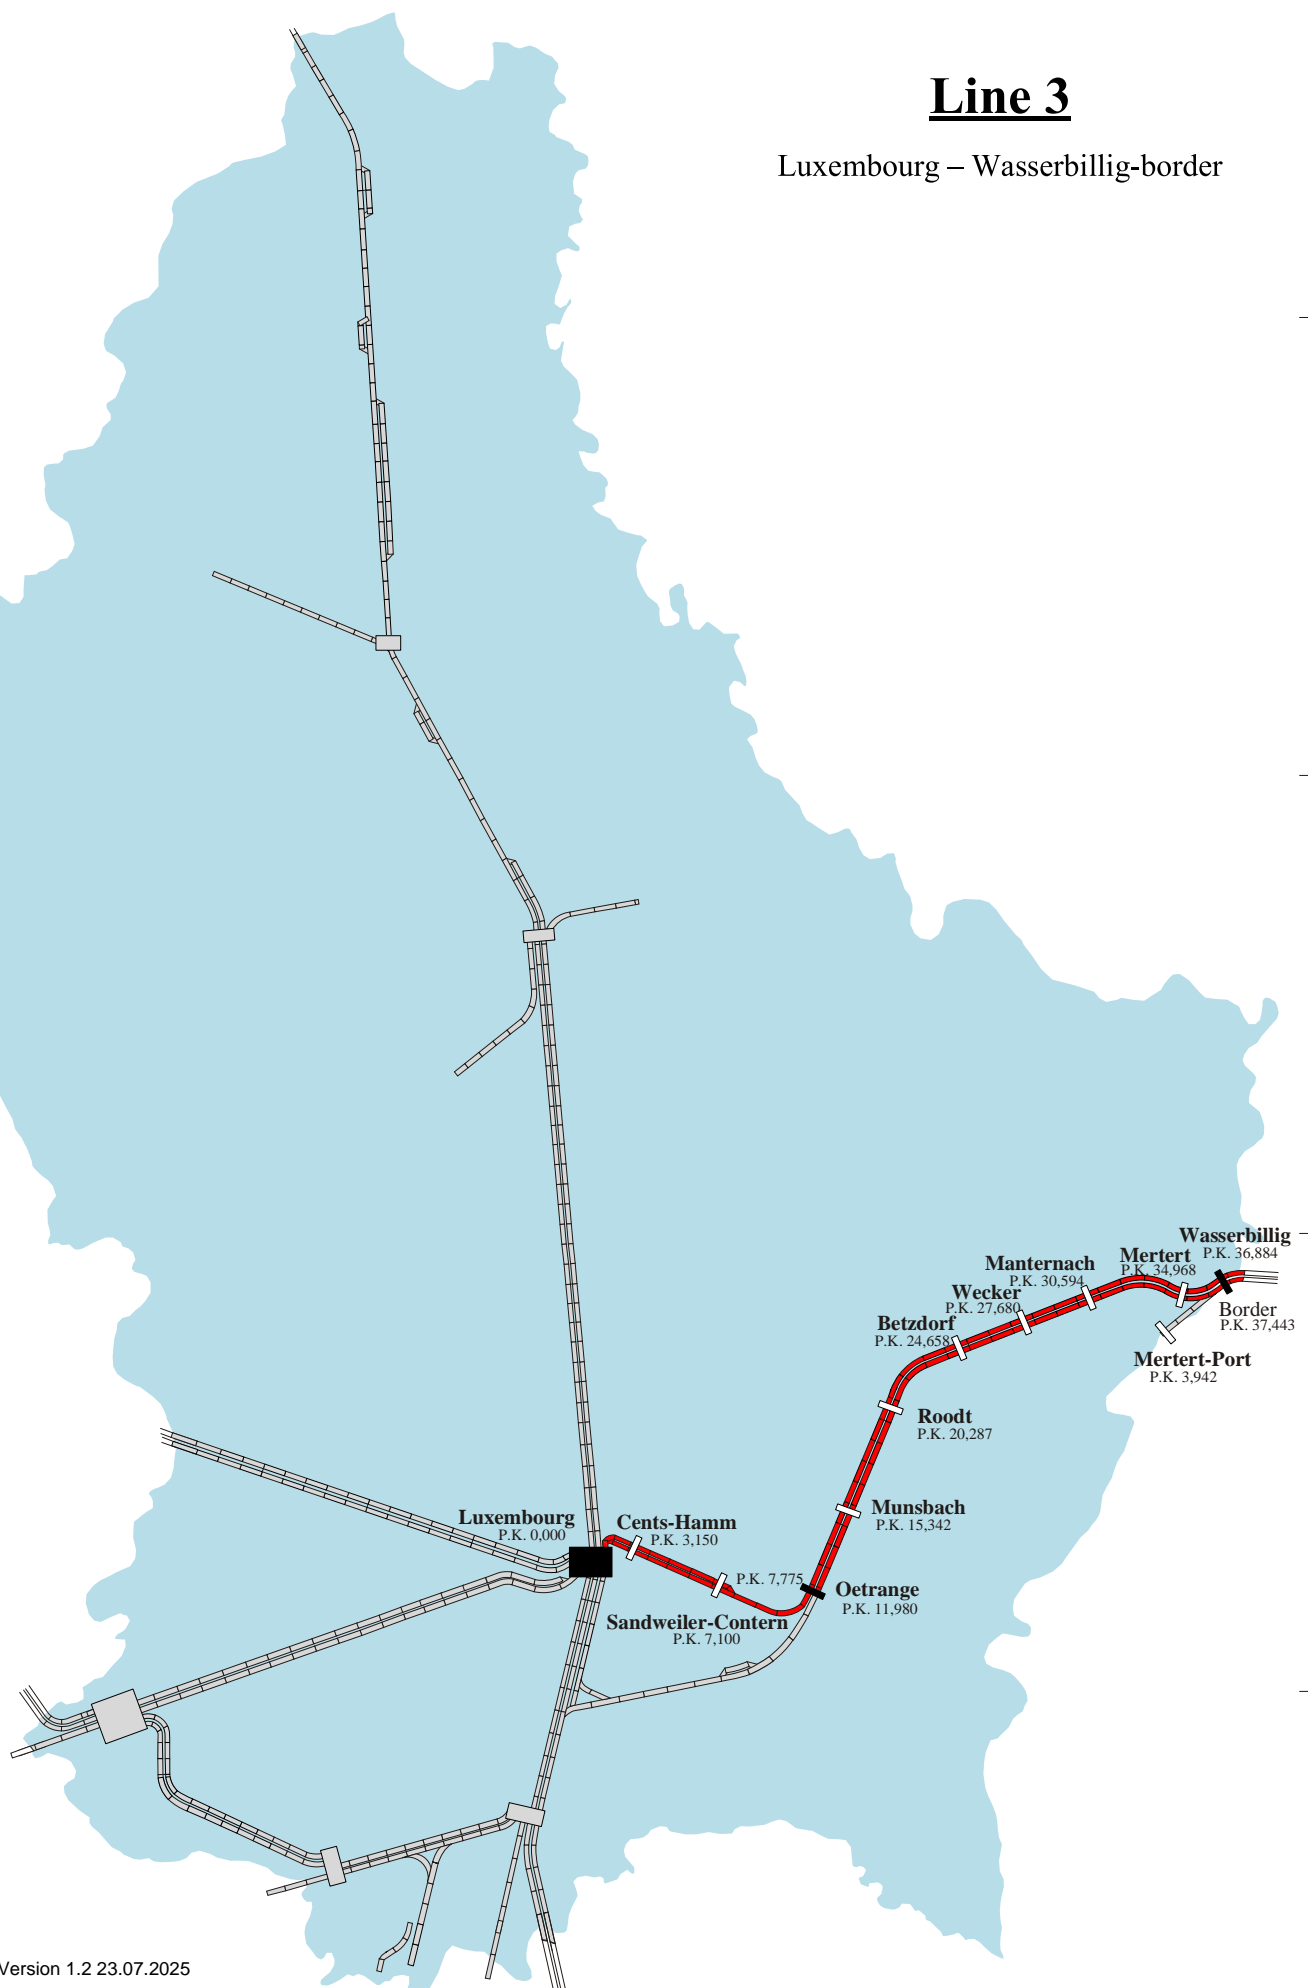 Line 3
Luxembourg – Wasserbillig-border
Wasserbillig
P.K. 36,884
Mertert
P.K. 34,968
Manternach
P.K. 30,594
Wecker
P.K. 27,680
Border
P.K. 37,443
Betzdorf
P.K. 24,658
Mertert-Port
P.K. 3,942
Roodt
P.K. 20,287
Munsbach
P.K. 15,342
Luxembourg
P.K. 0,000
Cents-Hamm
P.K. 3,150
P.K. 7,775
Oetrange
P.K. 11,980
Sandweiler-Contern
P.K. 7,100
Version 1.2 23.07.2025